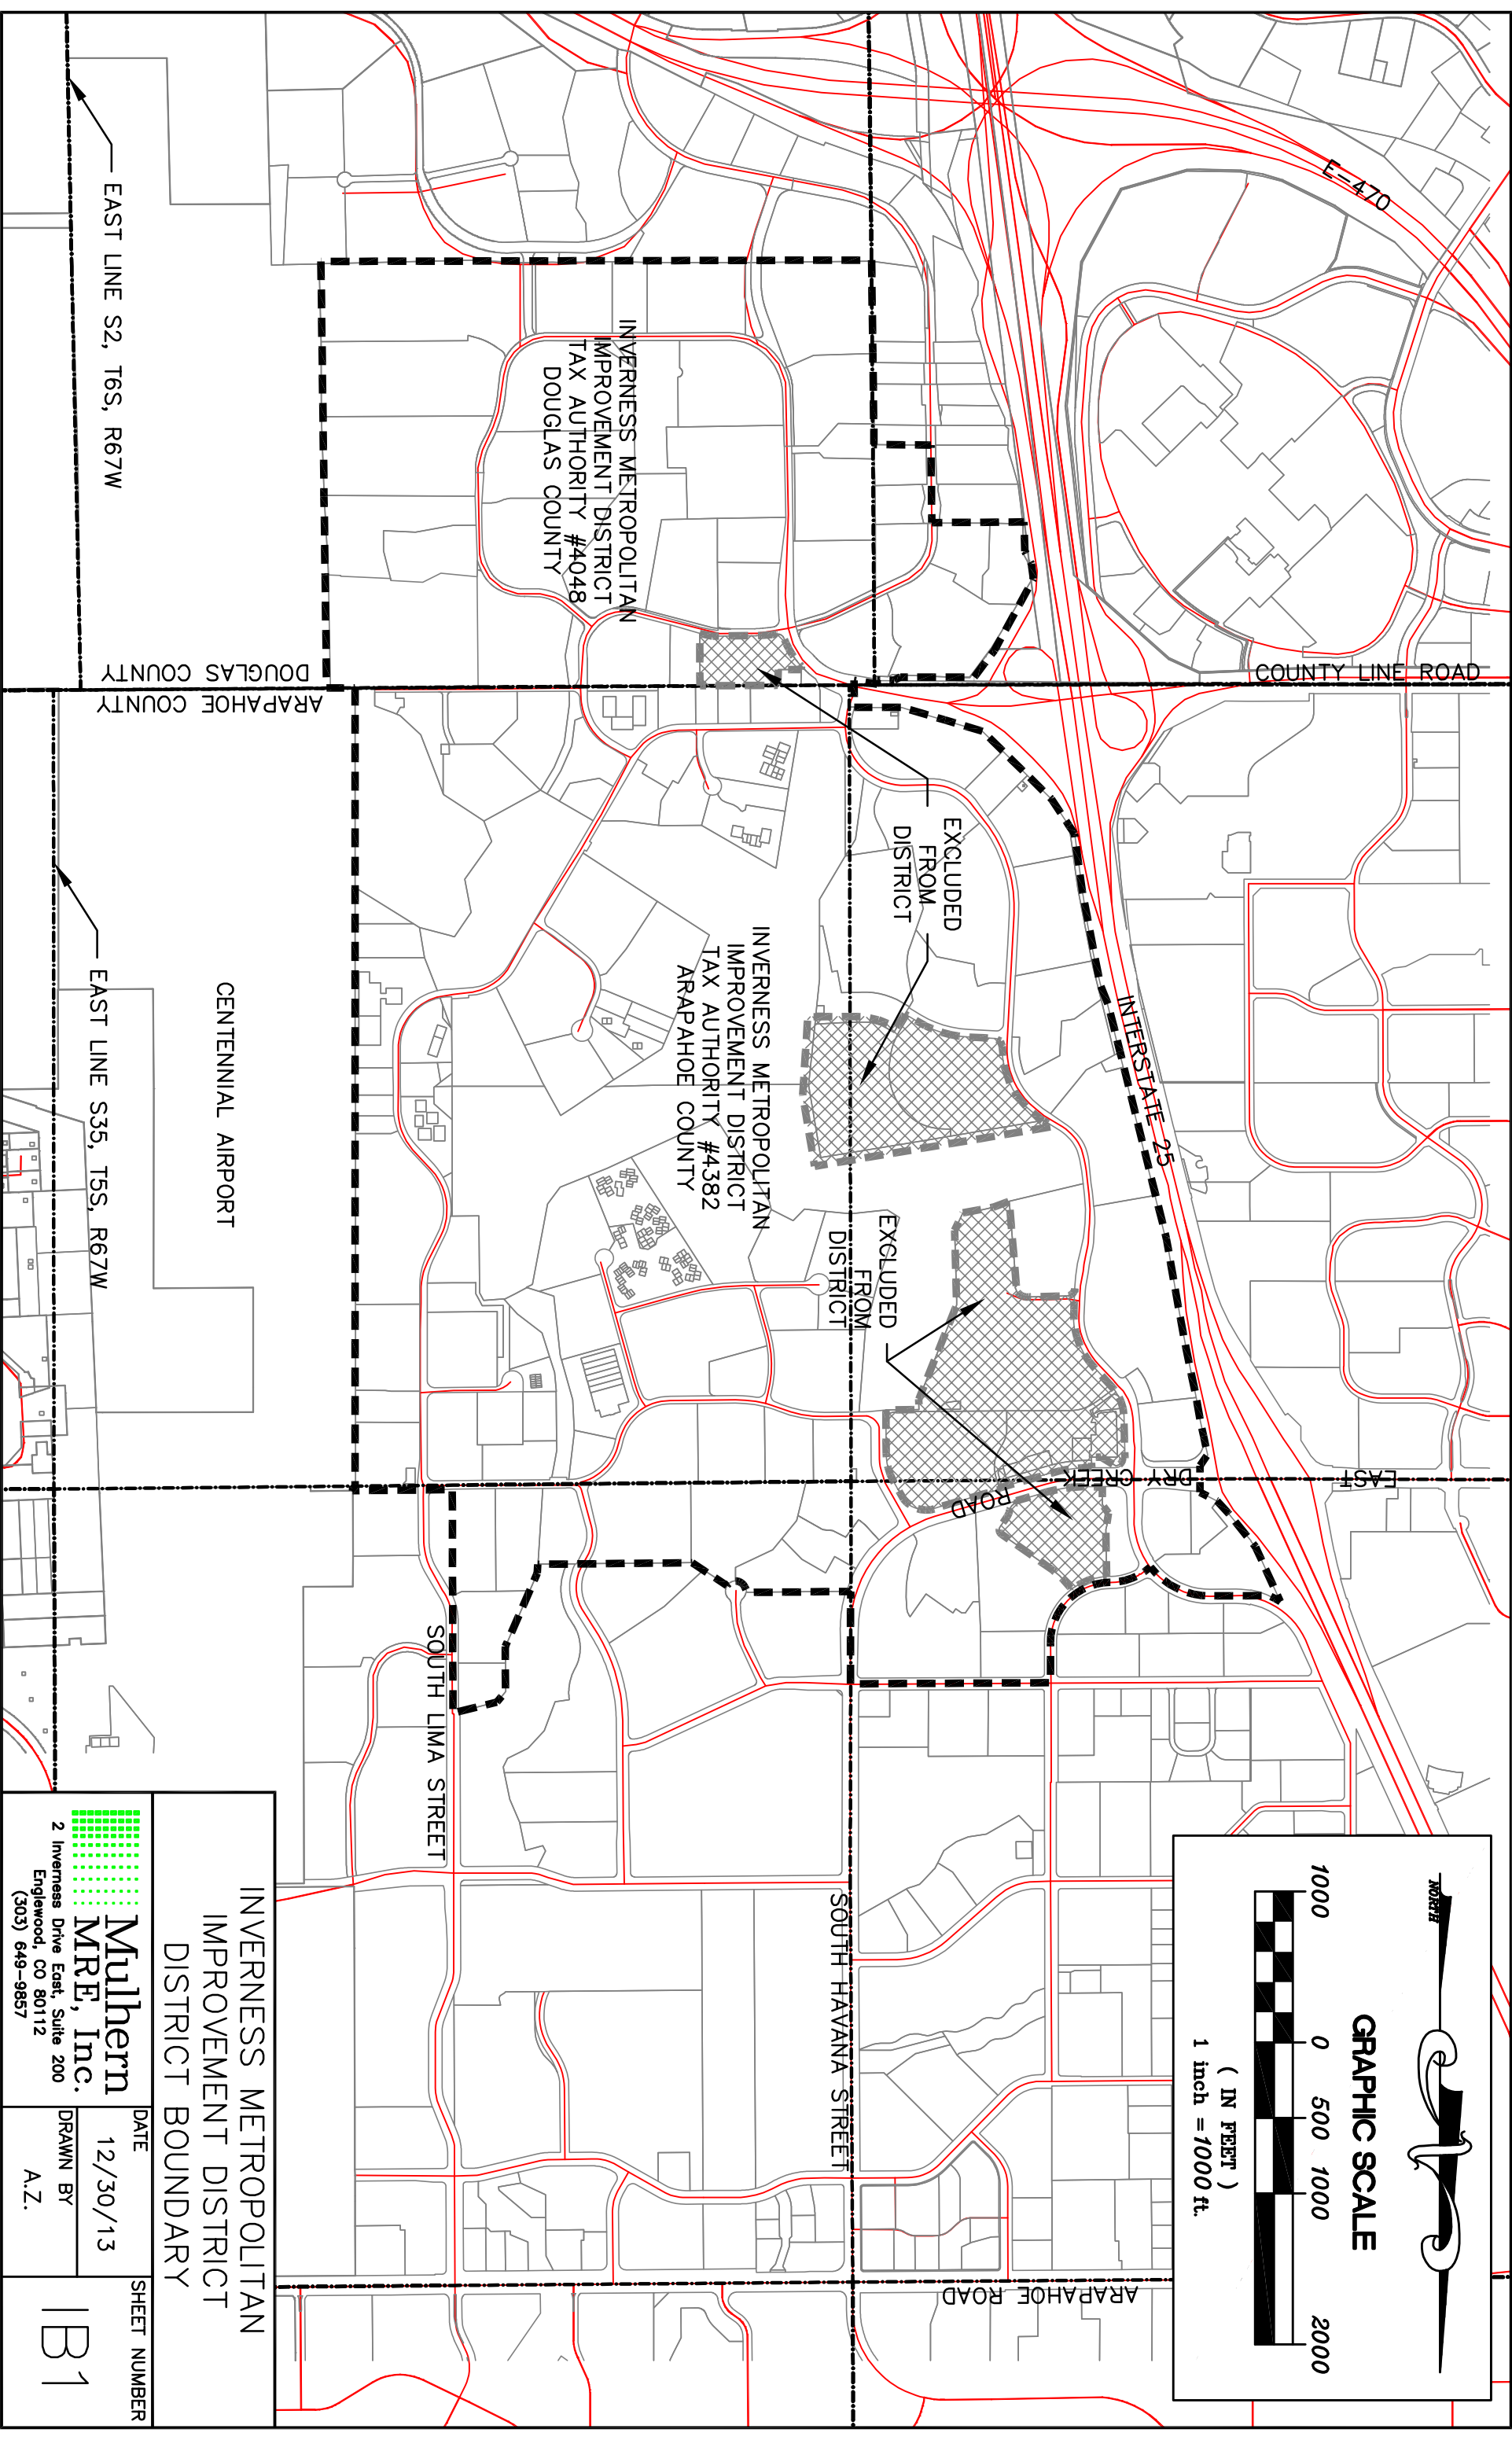 E-470
COUNTY LINE ROAD
EAST LINE S2, T6S, R67W
INVERNESS METROPOLITAN
IMPROVEMENT DISTRICT
TAX AUTHORITY #4048
DOUGLAS COUNTY
DOUGLAS COUNTY
ARAPAHOE COUNTY
EXCLUDED
FROM
DISTRICT
INTERSTATE 25
INVERNESS METROPOLITAN
IMPROVEMENT DISTRICT
TAX AUTHORITY #4382
ARAPAHOE COUNTY
CENTENNIAL AIRPORT
EAST LINE S35, T5S, R67W
EXCLUDED
FROM
DISTRICT
EAST
DRY CREEK
ROAD
SOUTH LIMA STREET
SOUTH HAVANA STREET
ARAPAHOE ROAD
NORTH
GRAPHIC SCALE
1000 0 500 1000 2000
( IN FEET )
1 inch = 1000 ft.
INVERNESS METROPOLITAN
IMPROVEMENT DISTRICT
DISTRICT BOUNDARY
Mulhern
MRE, Inc.
2 Inverness Drive East, Suite 200
Englewood, CO 80112
(303) 649-9857
DATE
12/30/13
DRAWN BY
A.Z.
SHEET NUMBER
IB1